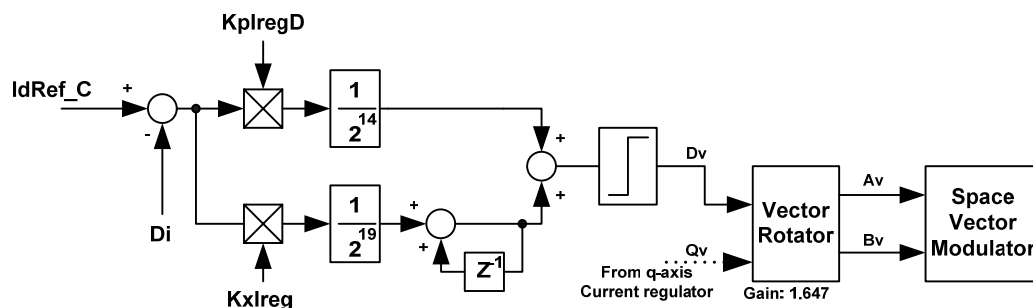 KpIregD
IdRef_C
+
-
Di
1
2^14
1
2^19
KxIreg
+
+
Z^-1
+
+
Dv
Qv
From q-axis
Current regulator
Vector
Rotator
Gain: 1.647
Av
Bv
Space
Vector
Modulator